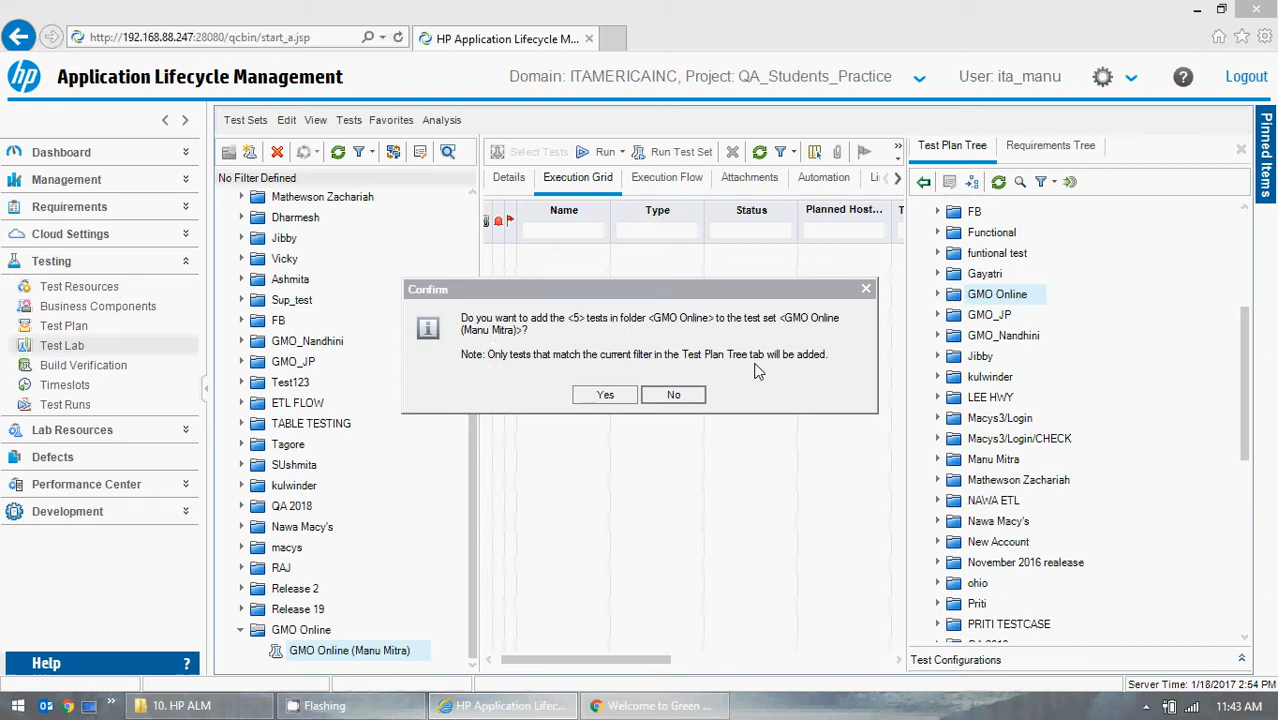 http://192.168.88.247:28080/qcbin/start_a.jsp
HP Application Lifecycle M...
hp
Application Lifecycle Management
Domain: ITAMERICAINC, Project: QA_Students_Practice
User: ita_manu
Logout
Dashboard
Management
Requirements
Cloud Settings
Testing
Test Resources
Business Components
Test Plan
Test Lab
Build Verification
Timeslots
Test Runs
Lab Resources
Defects
Performance Center
Development
Help ?
Test Sets Edit View Tests Favorites Analysis
No Filter Defined
Mathewson Zachariah
Dharmesh
Jibby
Vicky
Ashmita
Sup_test
FB
GMO_Nandhini
GMO_JP
Test123
ETL FLOW
TABLE TESTING
Tagore
SUshmita
kulwinder
QA 2018
Nawa Macy's
macys
RAJ
Release 2
Release 19
GMO Online
GMO Online (Manu Mitra)
Select Tests Run Run Test Set
Details Execution Grid Execution Flow Attachments Automation Li
Name Type Status Planned Host... T
Confirm
Do you want to add the <5> tests in folder <GMO Online> to the test set <GMO Online
(Manu Mitra)>?
Note: Only tests that match the current filter in the Test Plan Tree tab will be added.
Yes No
Test Plan Tree Requirements Tree
FB
Functional
funtional test
Gayatri
GMO Online
GMO_JP
GMO_Nandhini
Jibby
kulwinder
LEE HWY
Macys3/Login
Macys3/Login/CHECK
Manu Mitra
Mathewson Zachariah
NAWA ETL
Nawa Macy's
New Account
November 2016 realease
ohio
Priti
PRITI TESTCASE
Test Configurations
Pinned Items
Server Time: 1/18/2017 2:54 PM
10. HP ALM
Flashing
HP Application Lifec...
Welcome to Green ...
11:43 AM